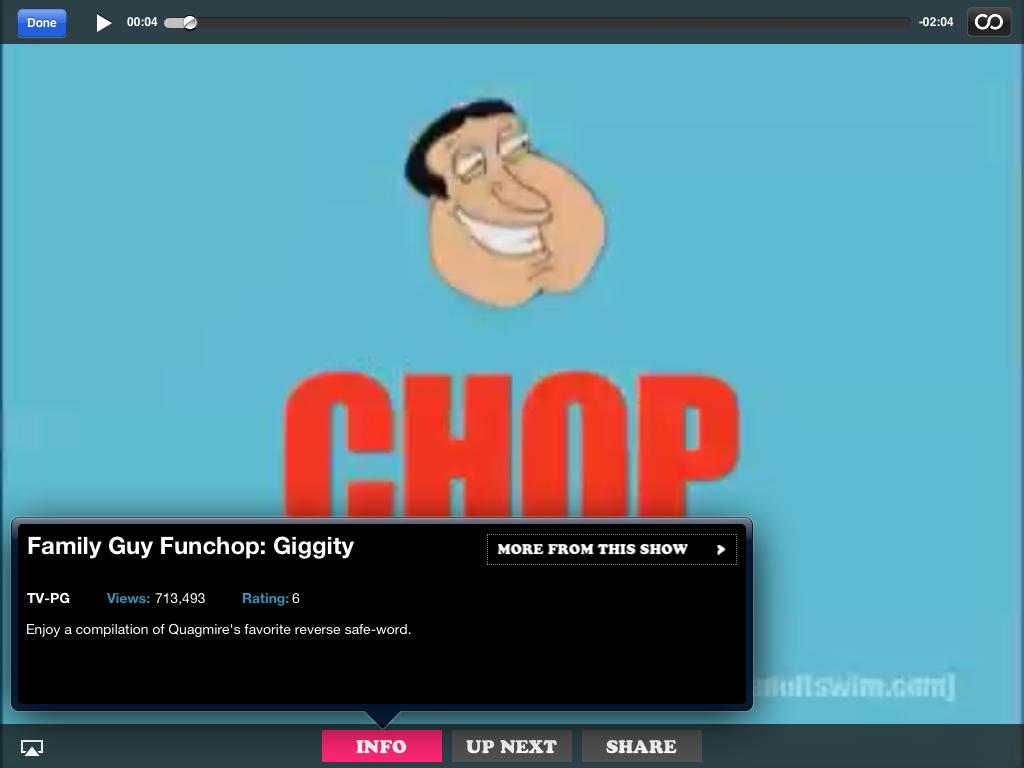 Done
00:04
-02:04
CHOP
Family Guy Funchop: Giggity
MORE FROM THIS SHOW
TV-PG Views: 713,493 Rating: 6
Enjoy a compilation of Quagmire's favorite reverse safe-word.
adultswim.com]
INFO UP NEXT SHARE